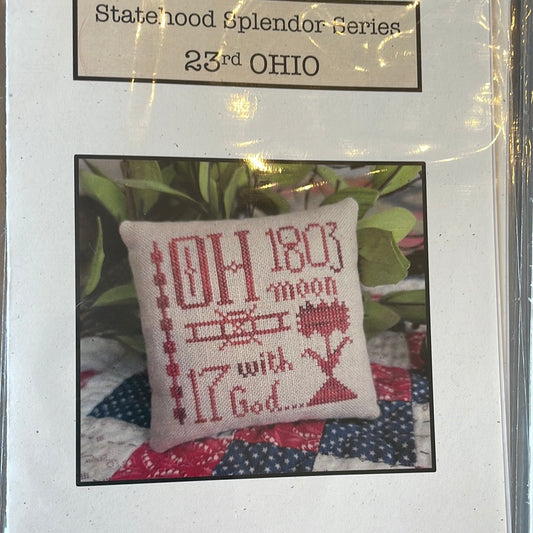 Statehood Splendor Series
23rd OHIO
OH 1803
moon
17 with
God....